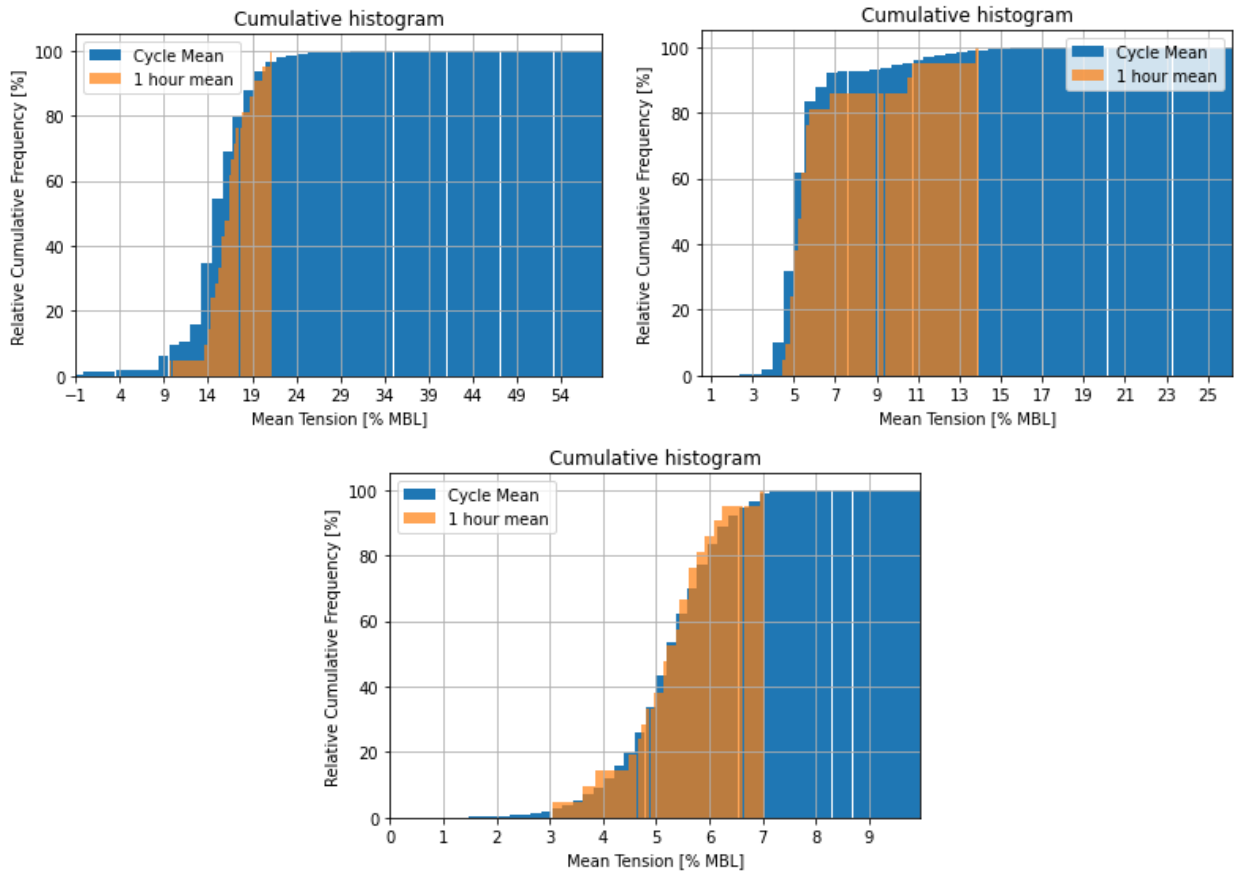 Cumulative histogram
Relative Cumulative Frequency [%]
100
80
60
40
20
0
Cycle Mean
1 hour mean
−1 4 9 14 19 24 29 35 41 47 49 54
Mean Tension [% MBL]
Cumulative histogram
Relative Cumulative Frequency [%]
100
80
60
40
20
0
Cycle Mean
1 hour mean
1 3 5 7 9 11 13 15 17 19 21 23 25
Mean Tension [% MBL]
Cumulative histogram
Relative Cumulative Frequency [%]
100
80
60
40
20
0
Cycle Mean
1 hour mean
0 1 2 3 4 5 6 7 8 9
Mean Tension [% MBL]